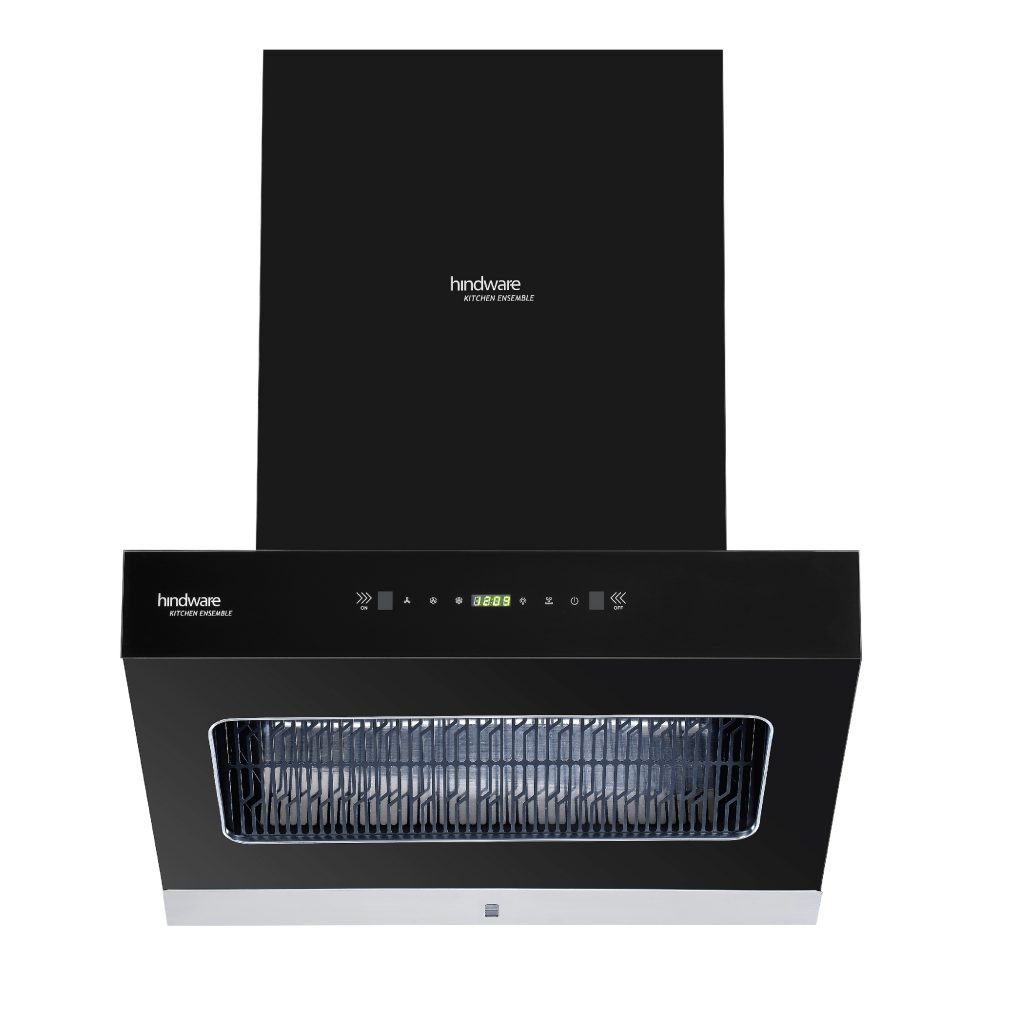 hindware
KITCHEN ENSEMBLE
hindware
KITCHEN ENSEMBLE
ON
12:09
OFF